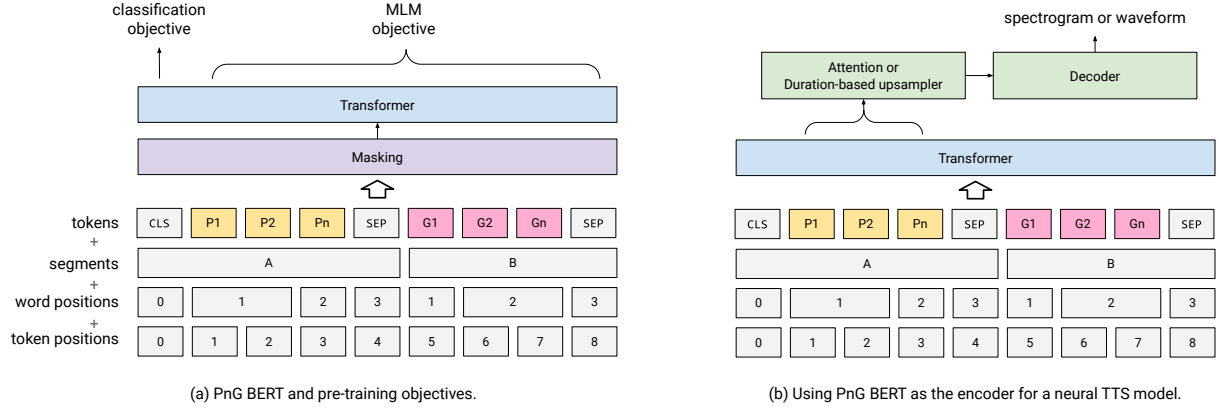 classification
objective
MLM
objective
Transformer
Masking
tokens CLS P1 P2 Pn SEP G1 G2 Gn SEP
+
segments A B
+
word positions 0 1 2 3 1 2 3
+
token positions 0 1 2 3 4 5 6 7 8
(a) PnG BERT and pre-training objectives.
spectrogram or waveform
Attention or
Duration-based upsampler
Decoder
Transformer
CLS P1 P2 Pn SEP G1 G2 Gn SEP
A B
0 1 2 3 1 2 3
0 1 2 3 4 5 6 7 8
(b) Using PnG BERT as the encoder for a neural TTS model.